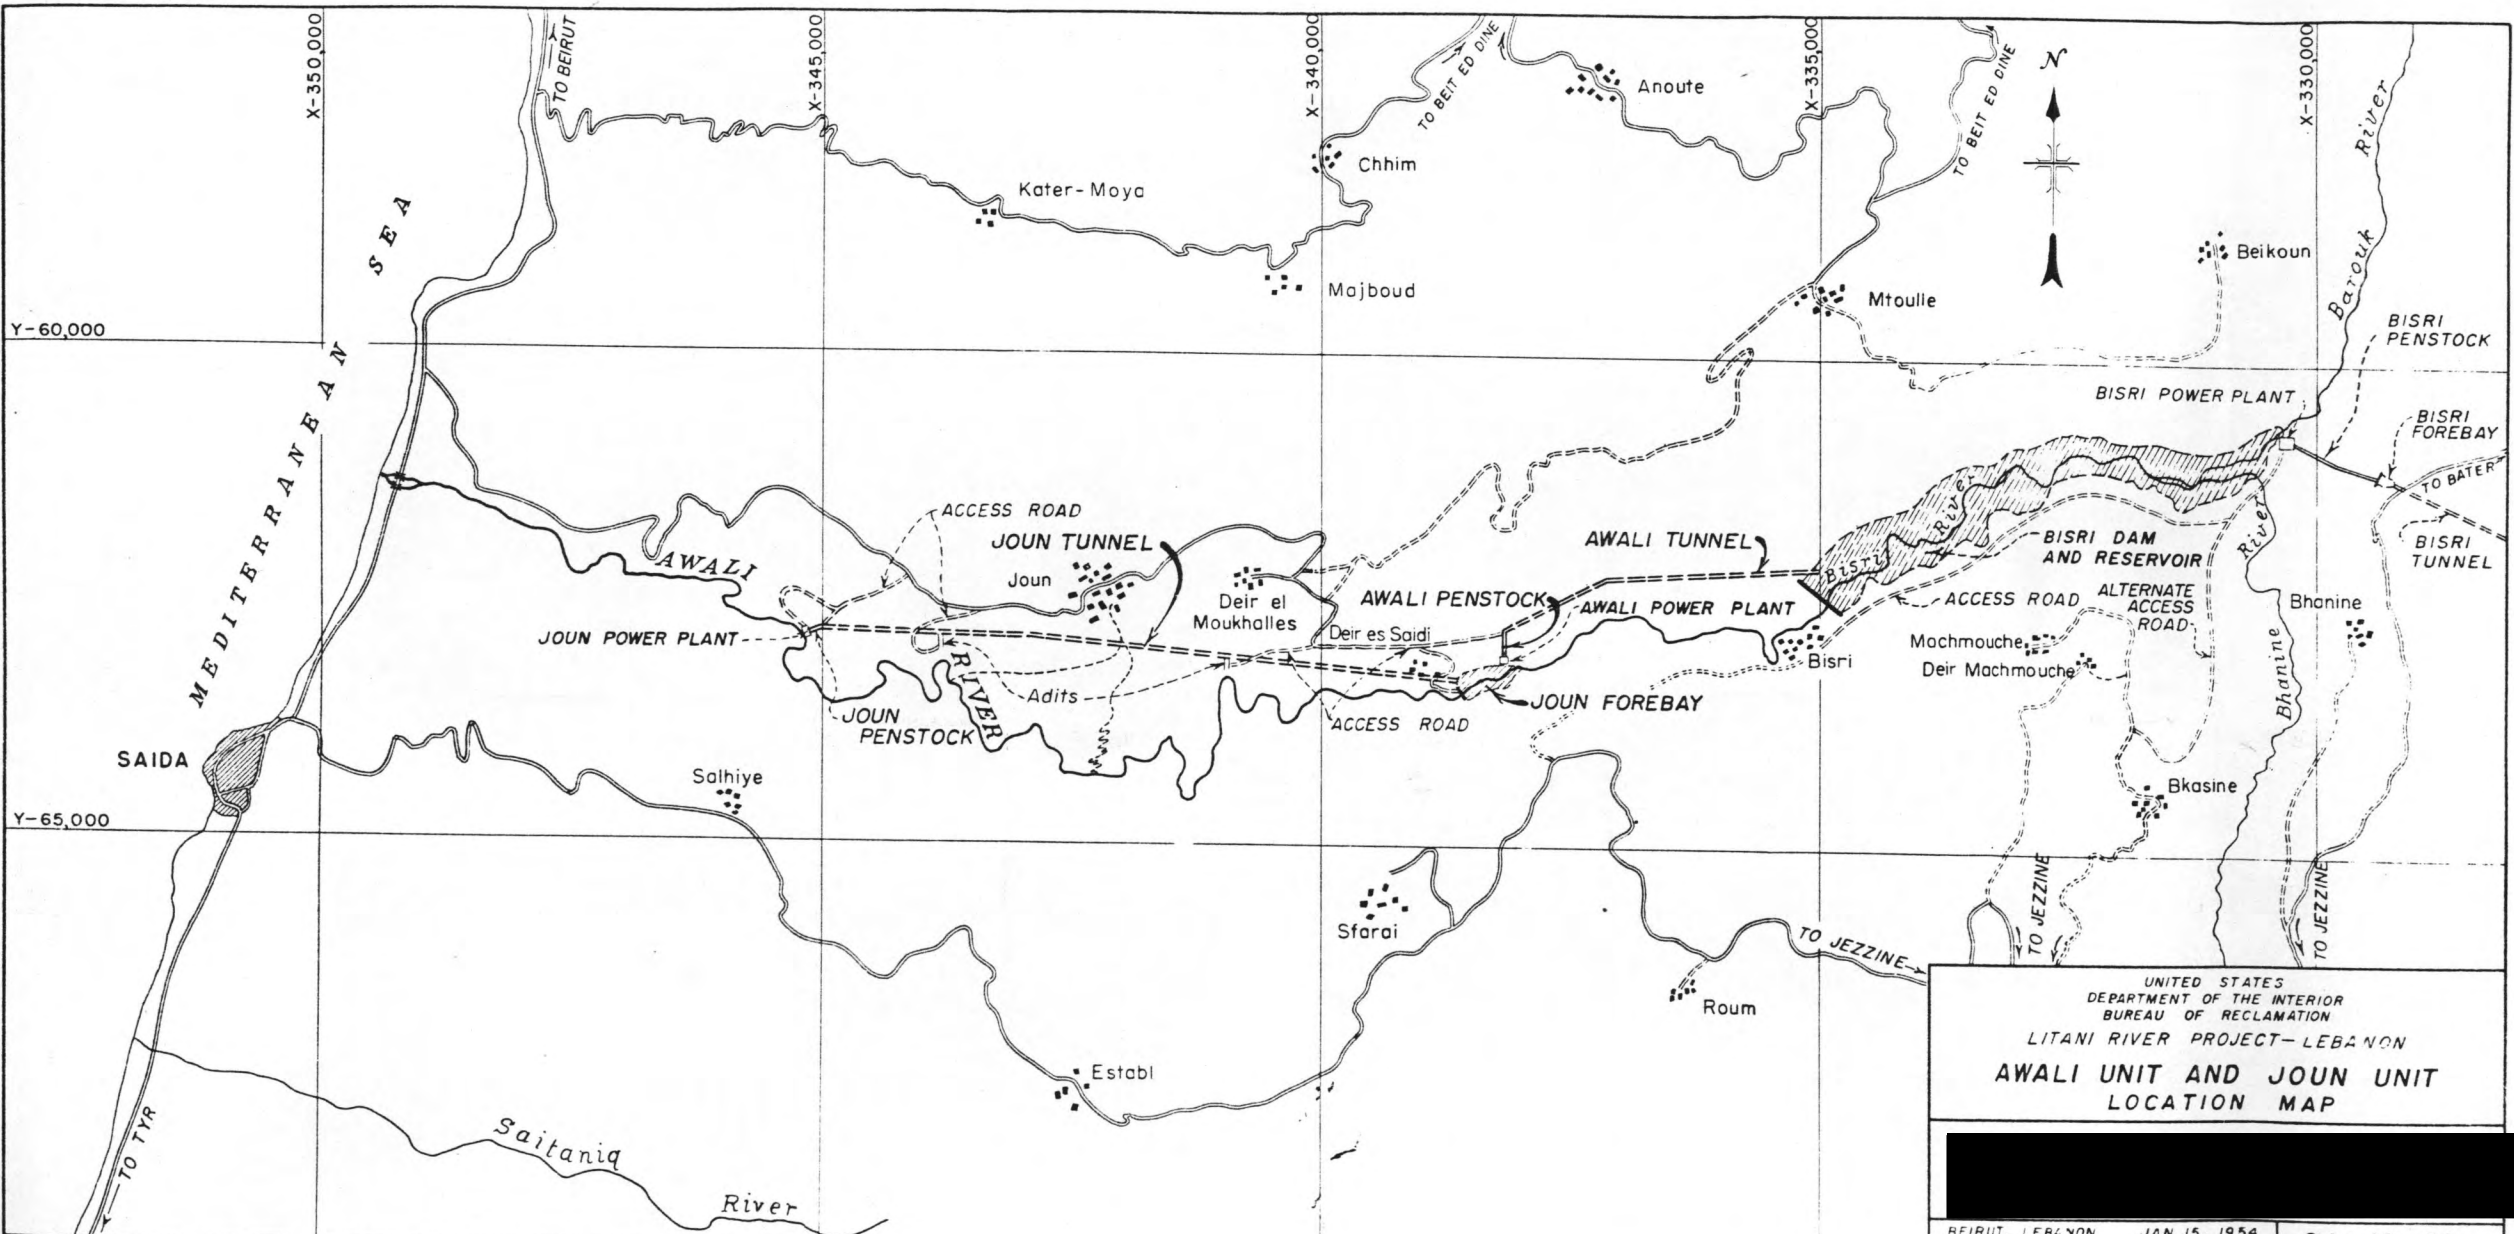 X-350,000
TO BEIRUT
X-345,000
X-340,000
TO BEIT ED DINE
Anoute
X-335,000
TO BEIT ED DINE
N
X-330,000
Barouk River
Chhim
Kater-Moya
Majboud
Mtoulle
Beikoun
MEDITERRANEAN SEA
Y-60,000
BISRI
PENSTOCK
BISRI POWER PLANT
BISRI
FOREBAY
TO BATER
BISRI
TUNNEL
ACCESS ROAD
JOUN TUNNEL
Joun
AWALI
RIVER
Deir el
Moukhalles
AWALI TUNNEL
AWALI PENSTOCK
AWALI POWER PLANT
Bisri River
BISRI DAM
AND RESERVOIR
ACCESS ROAD
ALTERNATE
ACCESS
ROAD
Bhanine River
Bhanine
JOUN POWER PLANT
Deir es Saidi
Machmouche
Deir Machmouche
Bisri
Adits
JOUN
PENSTOCK
ACCESS ROAD
JOUN FOREBAY
SAIDA
Salhiye
Bkasine
Y-65,000
Sfarai
TO JEZZINE
TO JEZZINE
TO JEZZINE
Roum
Establ
TO TYR
Saitaniq River
UNITED STATES
DEPARTMENT OF THE INTERIOR
BUREAU OF RECLAMATION
LITANI RIVER PROJECT-LEBANON
AWALI UNIT AND JOUN UNIT
LOCATION MAP
BEIRUT, LEBANON JAN. 15, 1954